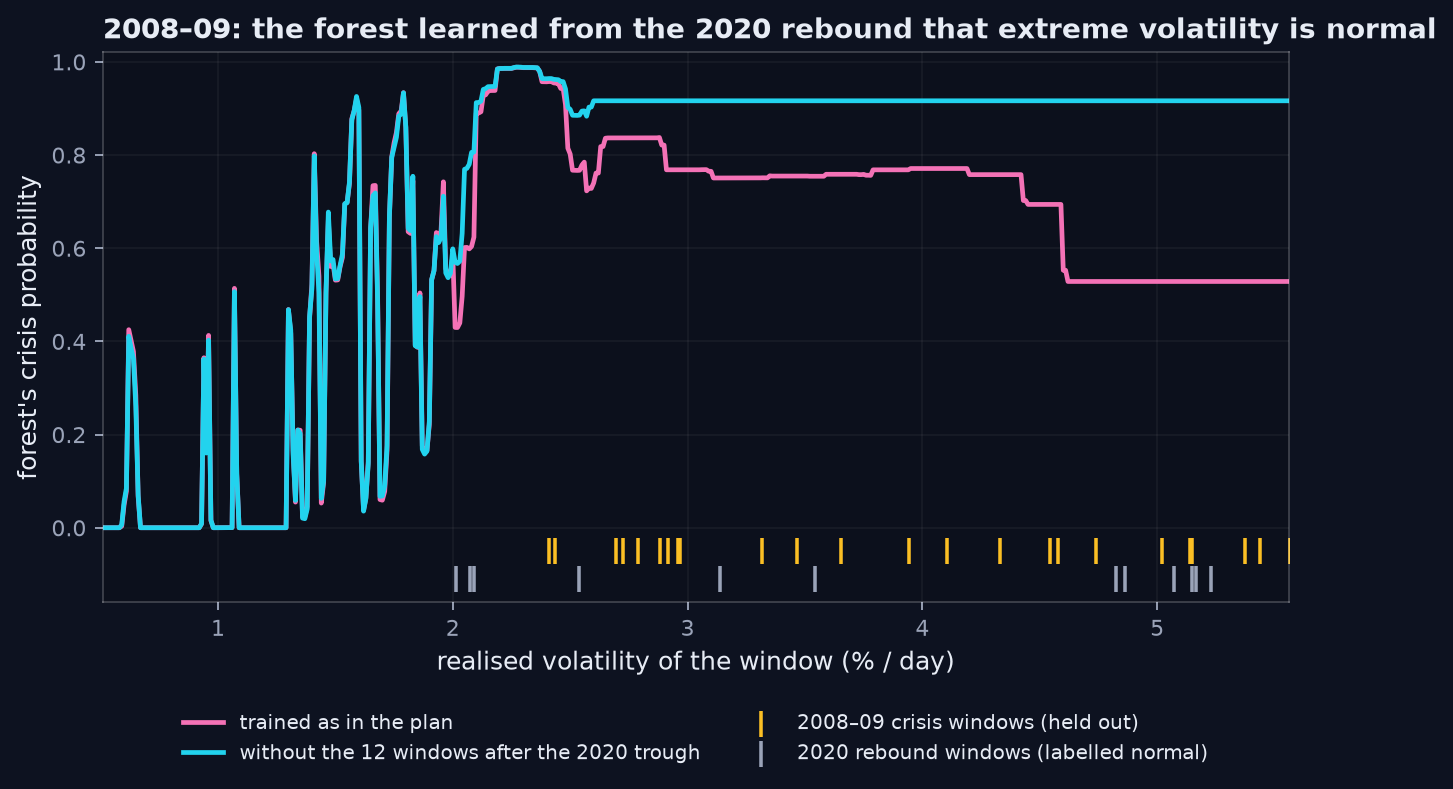 2008–09: the forest learned from the 2020 rebound that extreme volatility is normal
forest's crisis probability
1.0
0.8
0.6
0.4
0.2
0.0
1
2
3
4
5
realised volatility of the window (% / day)
trained as in the plan
without the 12 windows after the 2020 trough
2008–09 crisis windows (held out)
2020 rebound windows (labelled normal)